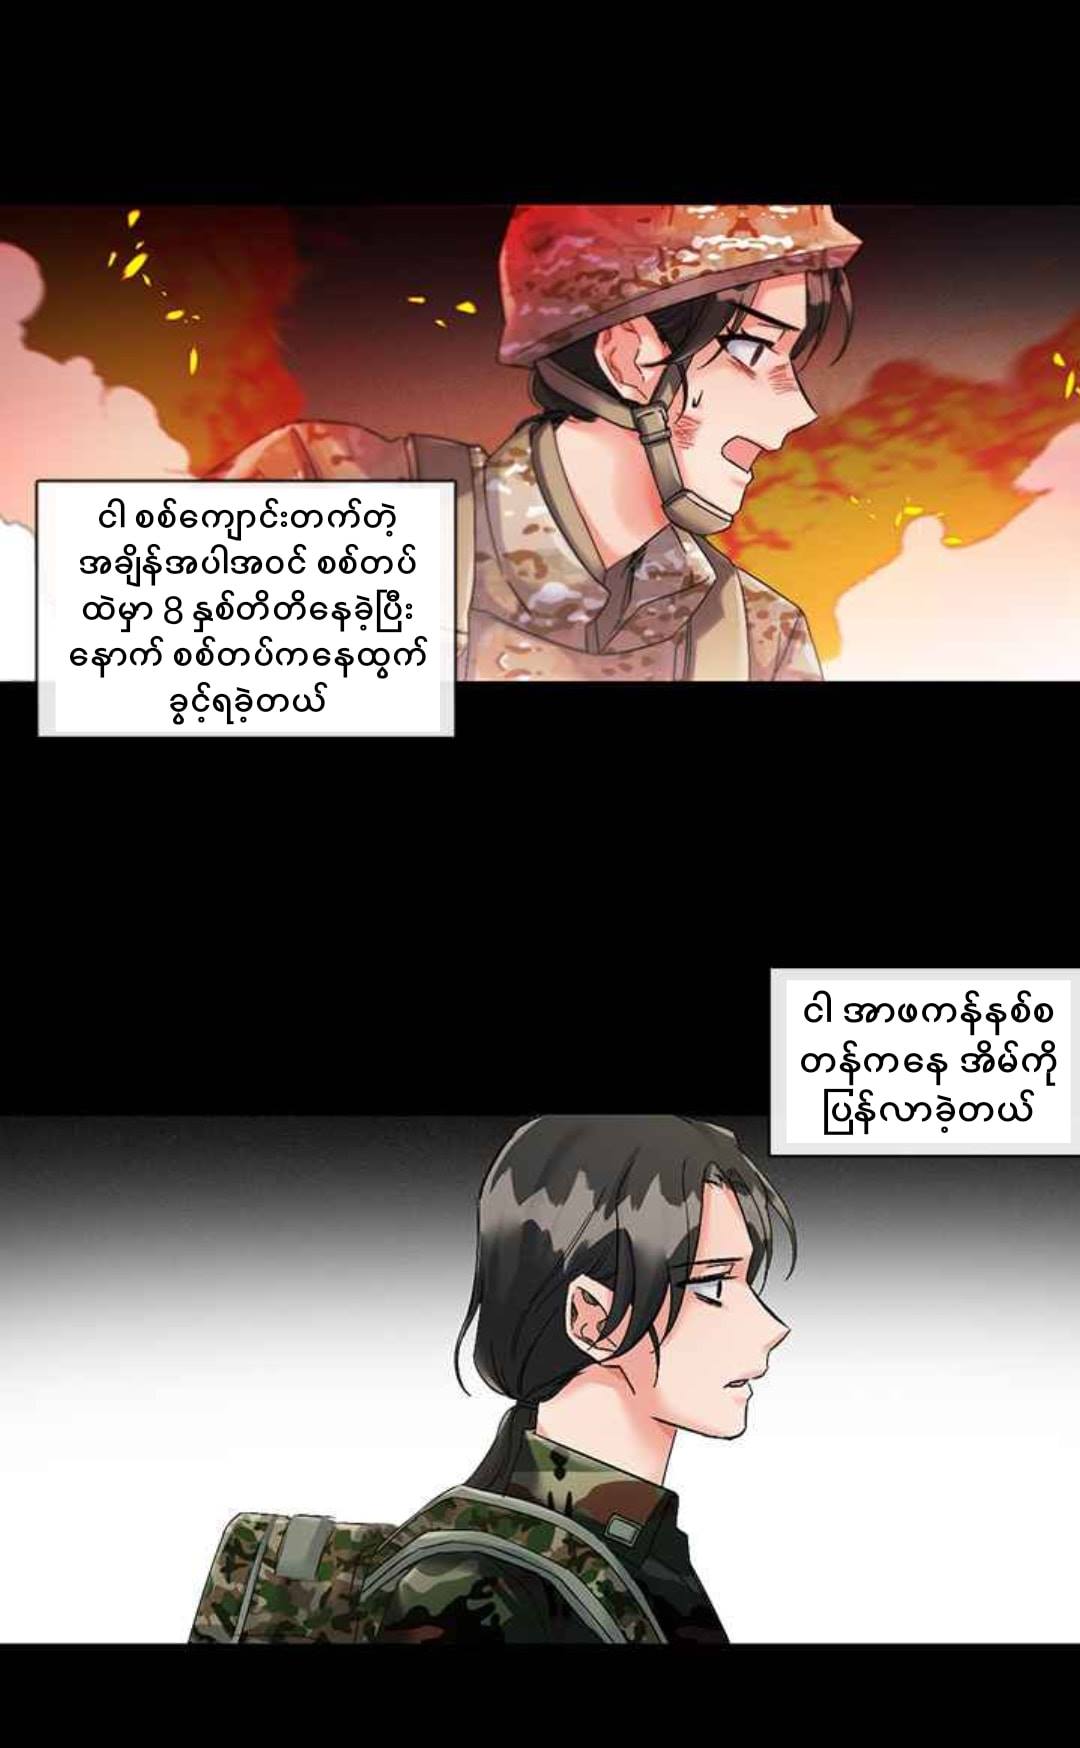 ငါ စစ်ကျောင်းတက်တဲ့
အချိန်အပါအဝင် စစ်တပ်
ထဲမှာ 8 နှစ်တိတိနေခဲ့ပြီး
နောက် စစ်တပ်ကနေထွက်
ခွင့်ရခဲ့တယ်
ငါ အာဖကန်နစ်စ
တန်ကနေ အိမ်ကို
ပြန်လာခဲ့တယ်